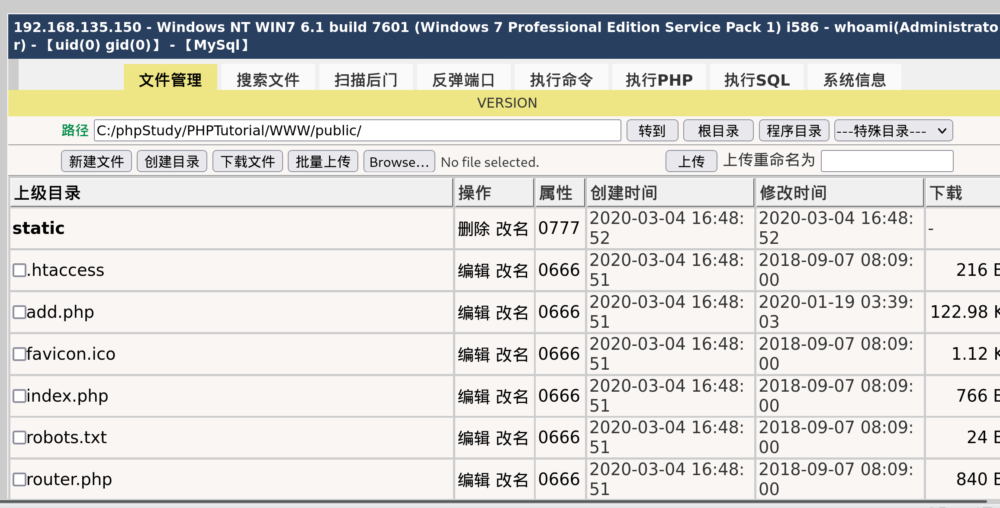 192.168.135.150 - Windows NT WIN7 6.1 build 7601 (Windows 7 Professional Edition Service Pack 1) i586 - whoami(Administrato
r) - 【uid(0) gid(0)】 - 【MySql】
文件管理 搜索文件 扫描后门 反弹端口 执行命令 执行PHP 执行SQL 系统信息
VERSION
路径 C:/phpStudy/PHPTutorial/WWW/public/ 转到 根目录 程序目录 ---特殊目录---
新建文件 创建目录 下载文件 批量上传 Browse... No file selected. 上传 上传重命名为
上级目录 操作 属性 创建时间 修改时间 下载
static 删除 改名 0777 2020-03-04 16:48:52 2020-03-04 16:48:52 -
.htaccess 编辑 改名 0666 2020-03-04 16:48:51 2018-09-07 08:09:00 216 B
add.php 编辑 改名 0666 2020-03-04 16:48:51 2020-01-19 03:39:03 122.98 K
favicon.ico 编辑 改名 0666 2020-03-04 16:48:51 2018-09-07 08:09:00 1.12 K
index.php 编辑 改名 0666 2020-03-04 16:48:51 2018-09-07 08:09:00 766 B
robots.txt 编辑 改名 0666 2020-03-04 16:48:51 2018-09-07 08:09:00 24 B
router.php 编辑 改名 0666 2020-03-04 16:48:51 2018-09-07 08:09:00 840 B